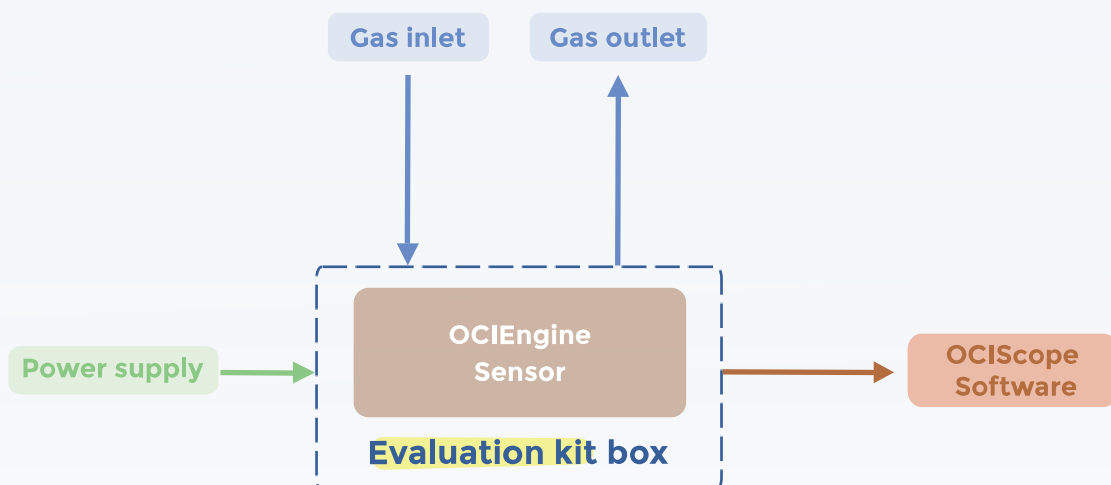 Gas inlet
Gas outlet
OCIEngine
Sensor
Power supply
OCIScope
Software
Evaluation kit box